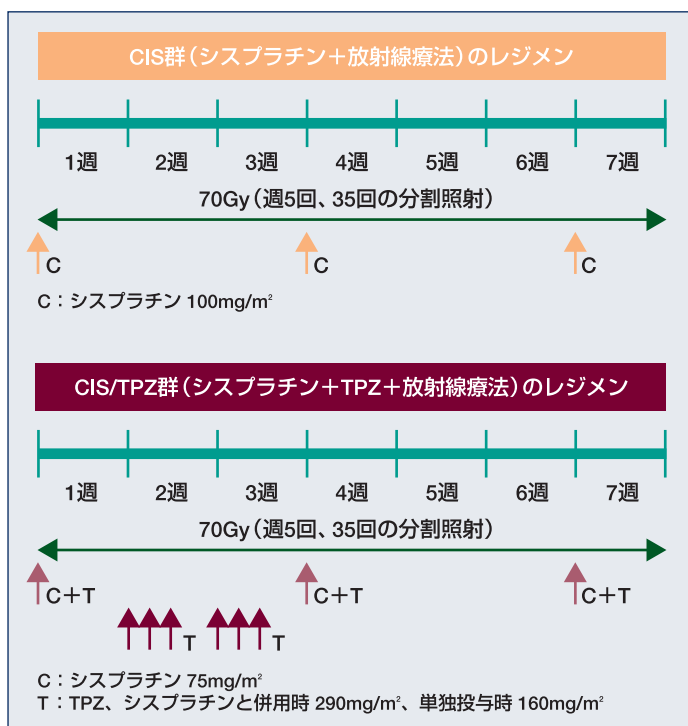 CIS群（シスプラチン＋放射線療法）のレジメン
1週 2週 3週 4週 5週 6週 7週
70Gy（週5回、35回の分割照射）
C C C
C：シスプラチン 100mg/m²
CIS/TPZ群（シスプラチン＋TPZ＋放射線療法）のレジメン
1週 2週 3週 4週 5週 6週 7週
70Gy（週5回、35回の分割照射）
C＋T C＋T C＋T
T T
C：シスプラチン 75mg/m²
T：TPZ、シスプラチンと併用時 290mg/m²、単独投与時 160mg/m²